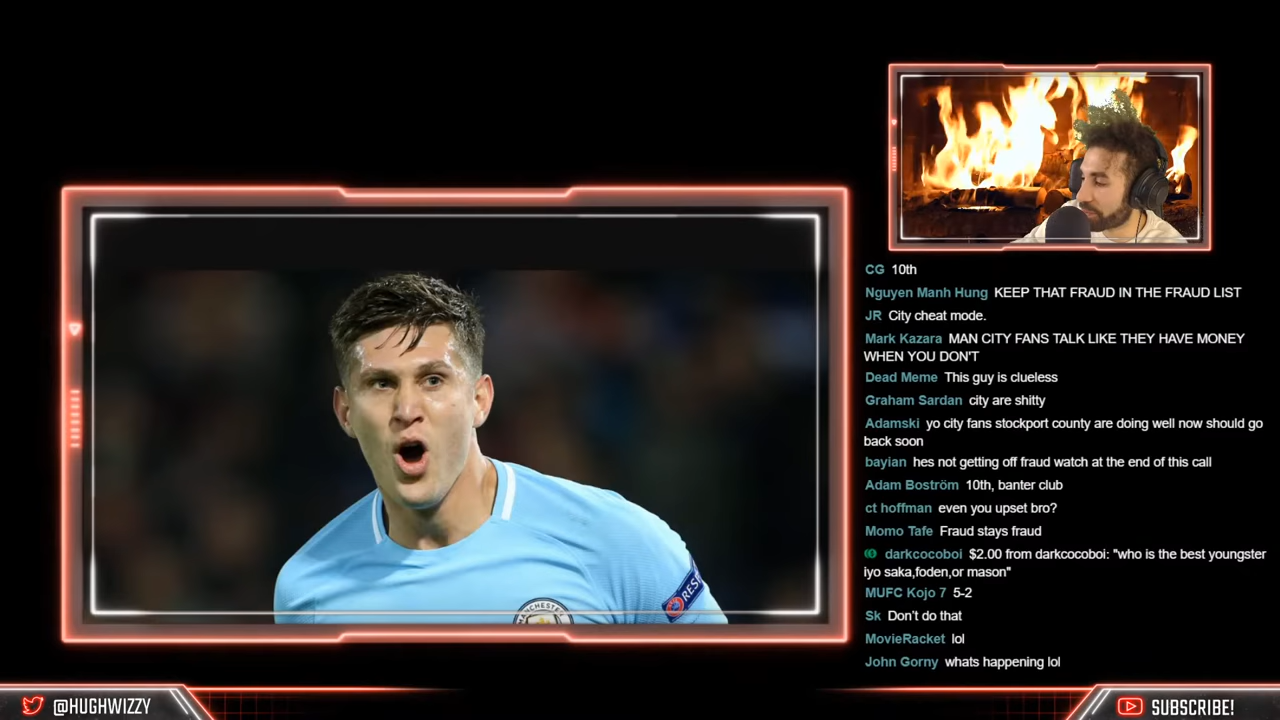 CG 10th
Nguyen Manh Hung KEEP THAT FRAUD IN THE FRAUD LIST
JR City cheat mode.
Mark Kazara MAN CITY FANS TALK LIKE THEY HAVE MONEY
WHEN YOU DON'T
Dead Meme This guy is clueless
Graham Sardan city are shitty
Adamski yo city fans stockport county are doing well now should go
back soon
bayian hes not getting off fraud watch at the end of this call
Adam Boström 10th, banter club
ct hoffman even you upset bro?
Momo Tafe Fraud stays fraud
darkcocoboi $2.00 from darkcocoboi: "who is the best youngster
iyo saka,foden,or mason"
MUFC Kojo 7 5-2
Sk Don't do that
MovieRacket lol
John Gorny whats happening lol
RES
MANCHESTER
@HUGHWIZZY
SUBSCRIBE!